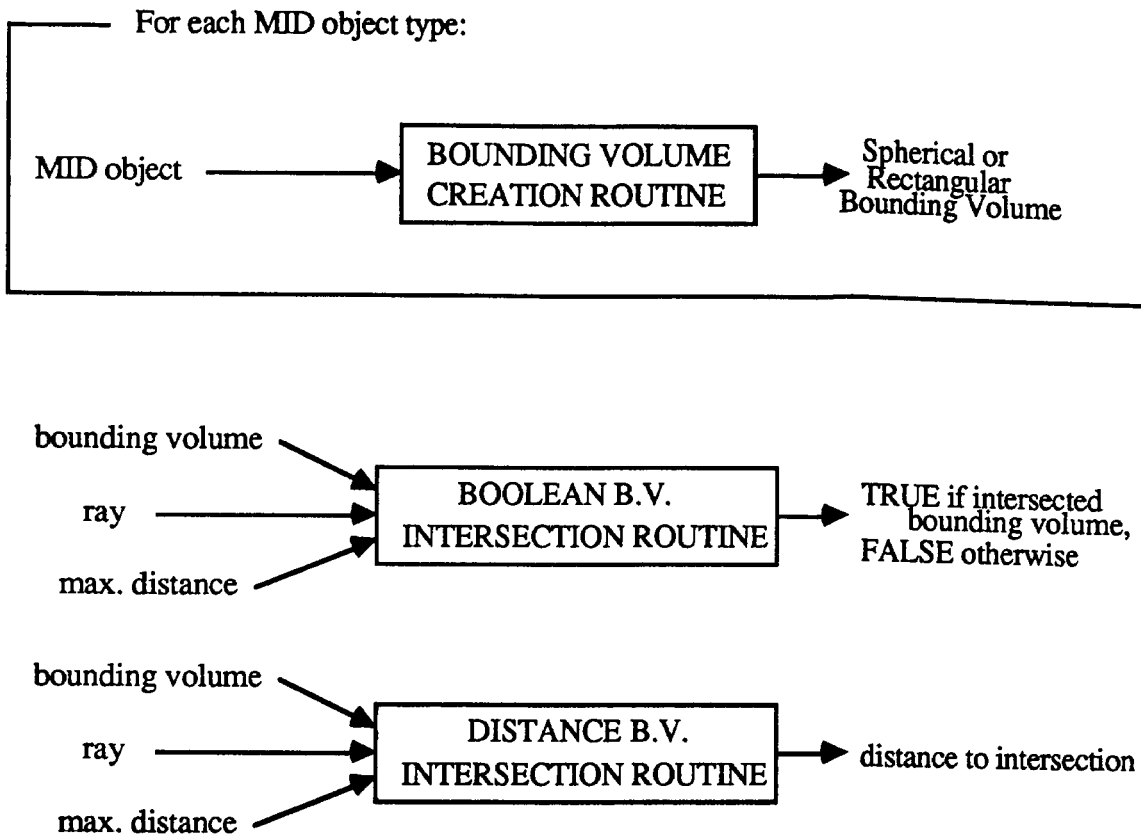 For each MID object type:
MID object
BOUNDING VOLUME
CREATION ROUTINE
Spherical or
Rectangular
Bounding Volume
bounding volume
ray
max. distance
BOOLEAN B.V.
INTERSECTION ROUTINE
TRUE if intersected
bounding volume,
FALSE otherwise
bounding volume
ray
max. distance
DISTANCE B.V.
INTERSECTION ROUTINE
distance to intersection